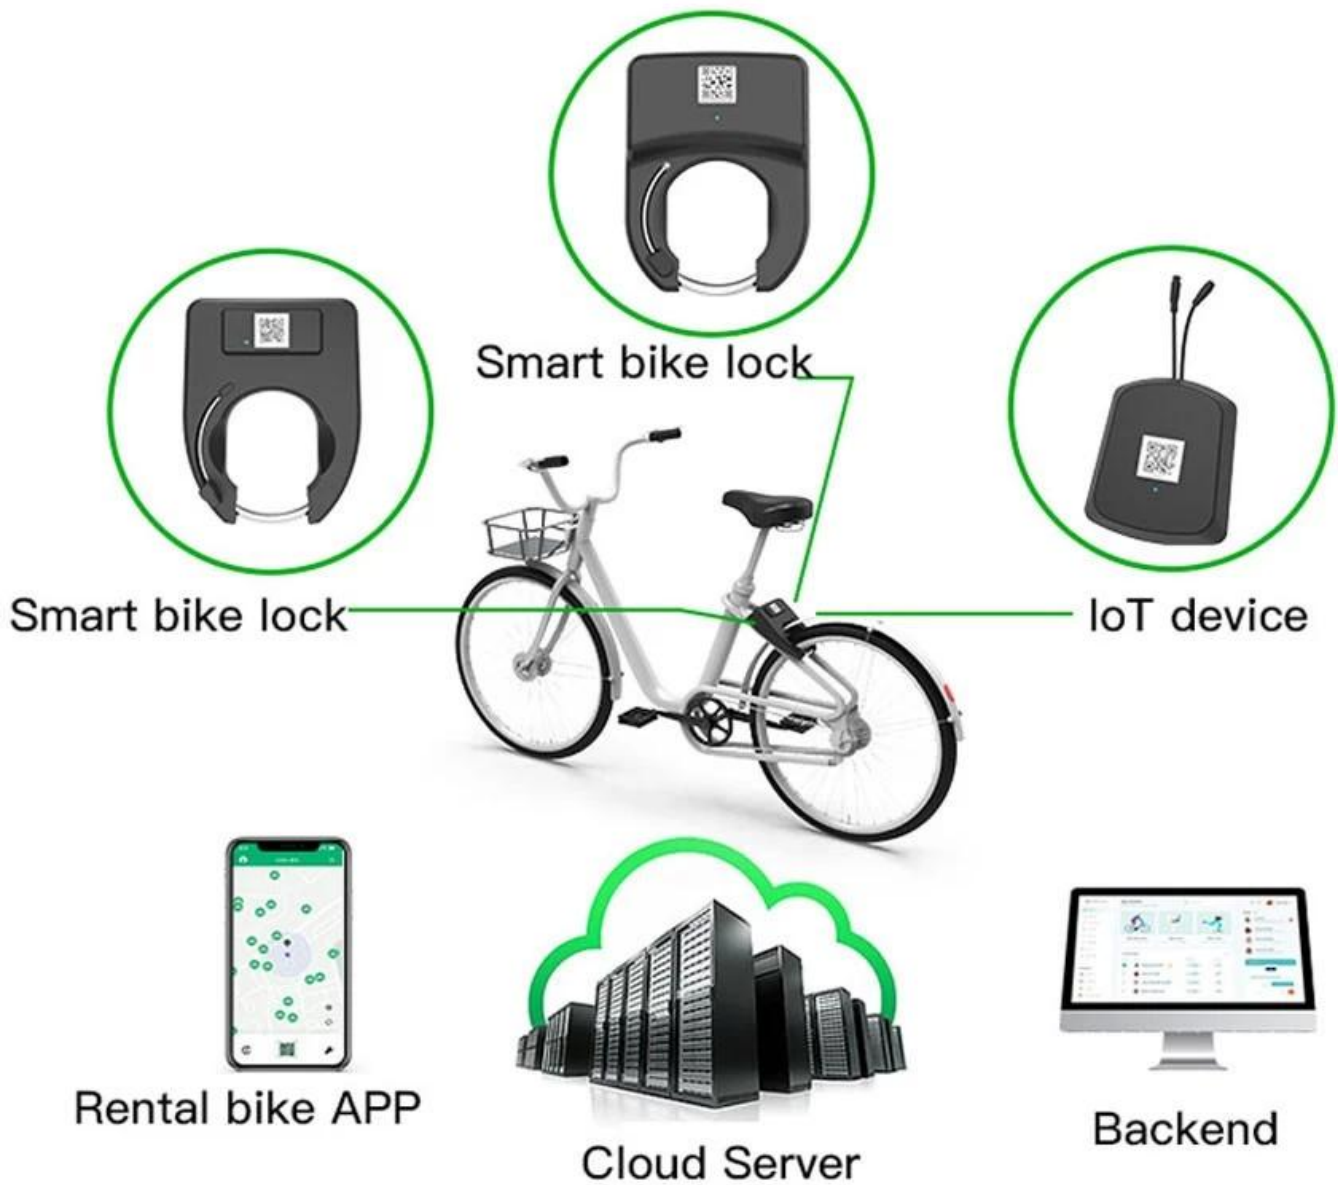 Smart bike lock
Smart bike lock
IoT device
Rental bike APP
Cloud Server
Backend